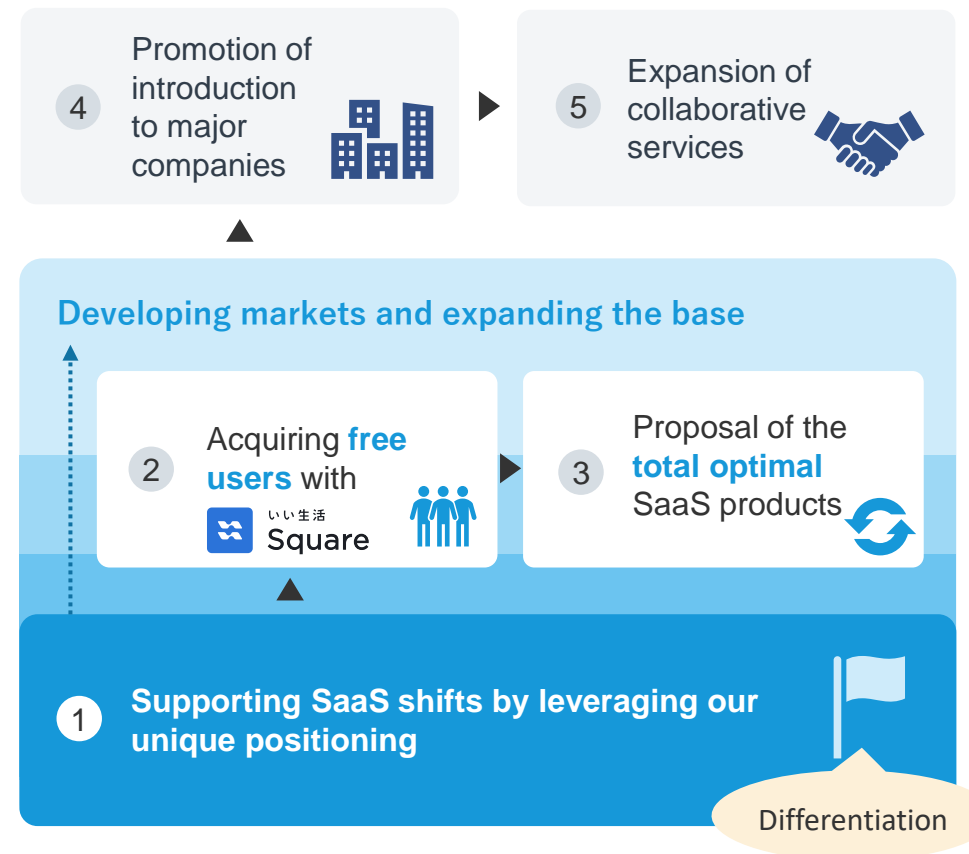 4
Promotion of
introduction
to major
companies
5
Expansion of
collaborative
services
Developing markets and expanding the base
2
Acquiring free
users with
いい生活
Square
3
Proposal of the
total optimal
SaaS products
1
Supporting SaaS shifts by leveraging our
unique positioning
Differentiation